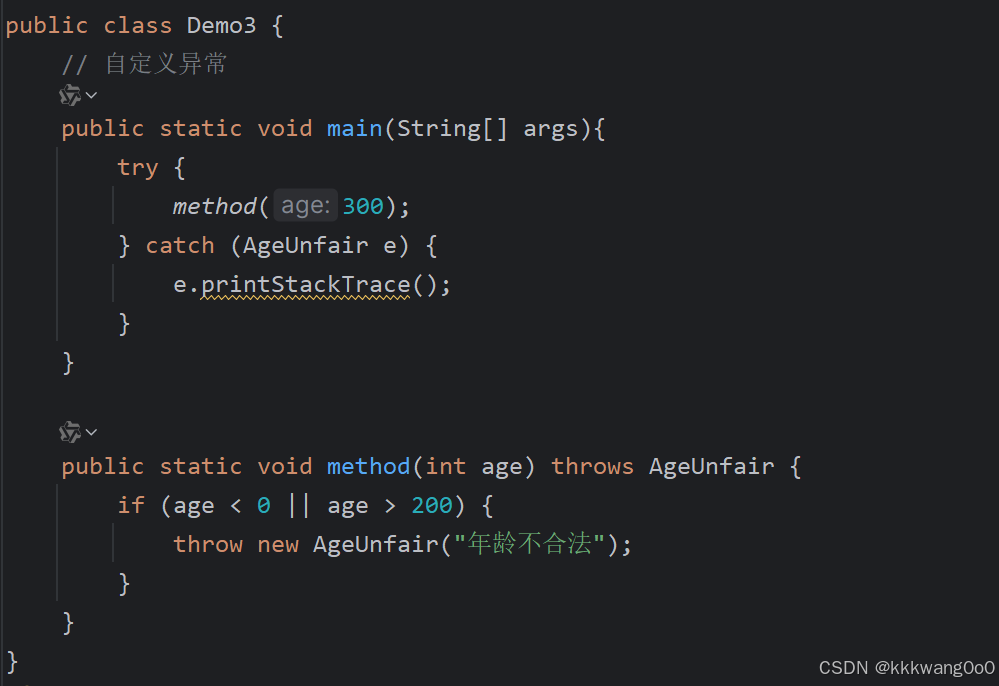 public class Demo3 {
// 自定义异常
public static void main(String[] args){
try {
method( age: 300);
} catch (AgeUnfair e) {
e.printStackTrace();
}
}
public static void method(int age) throws AgeUnfair {
if (age < 0 || age > 200) {
throw new AgeUnfair("年龄不合法");
}
}
}
CSDN @kkkwang0o0